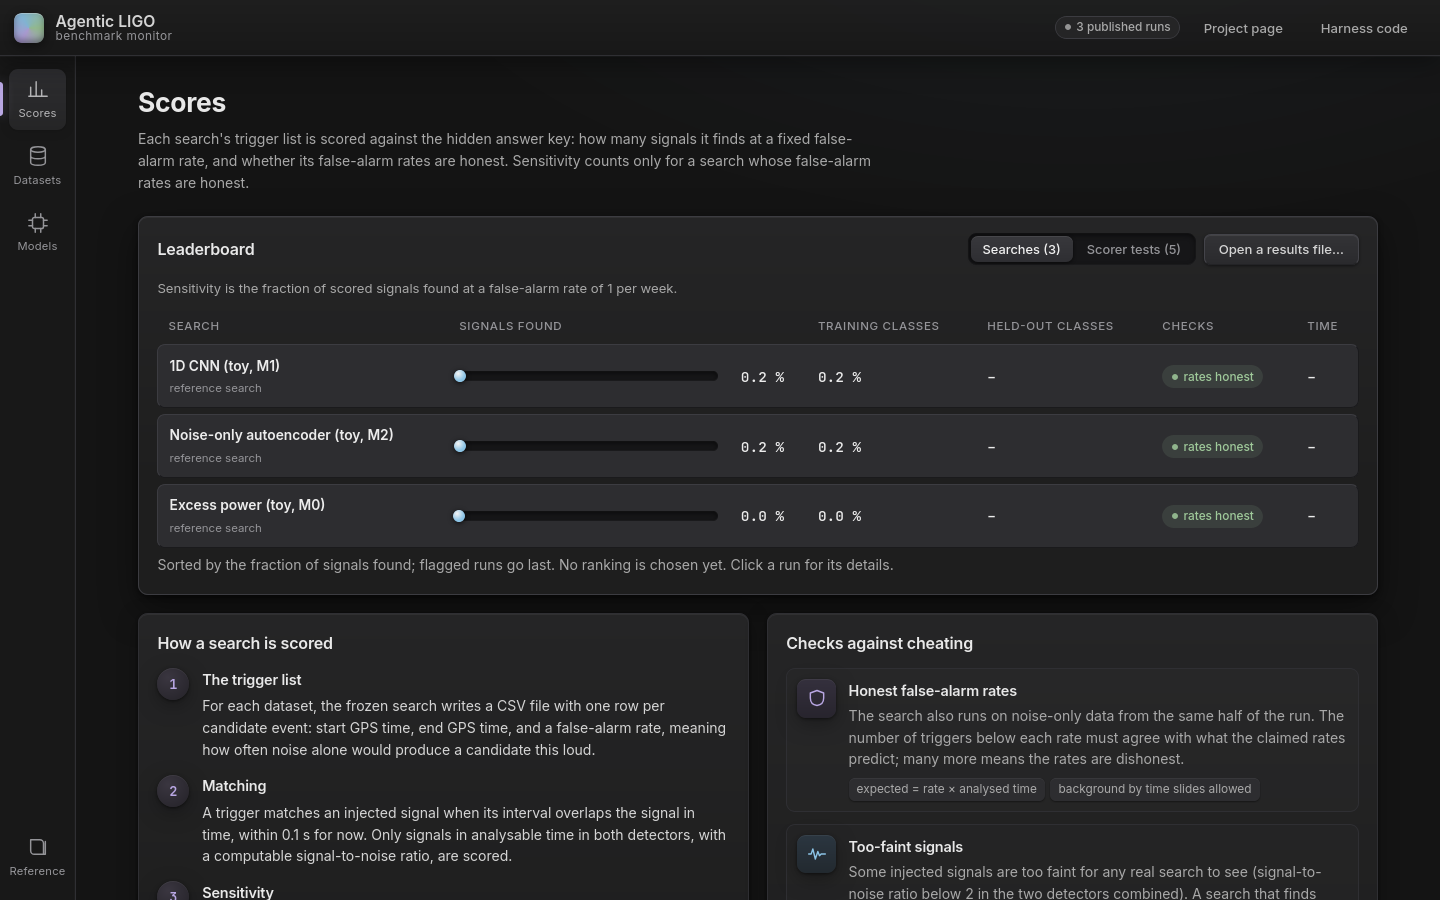 Agentic LIGO
benchmark monitor
3 published runs
Project page
Harness code
Scores
Datasets
Models
Reference
Scores
Each search's trigger list is scored against the hidden answer key: how many signals it finds at a fixed false-
alarm rate, and whether its false-alarm rates are honest. Sensitivity counts only for a search whose false-alarm
rates are honest.
Leaderboard
Searches (3)
Scorer tests (5)
Open a results file...
Sensitivity is the fraction of scored signals found at a false-alarm rate of 1 per week.
SEARCH SIGNALS FOUND TRAINING CLASSES HELD-OUT CLASSES CHECKS TIME
1D CNN (toy, M1)
reference search
0.2 % 0.2 % – rates honest –
Noise-only autoencoder (toy, M2)
reference search
0.2 % 0.2 % – rates honest –
Excess power (toy, M0)
reference search
0.0 % 0.0 % – rates honest –
Sorted by the fraction of signals found; flagged runs go last. No ranking is chosen yet. Click a run for its details.
How a search is scored
1
The trigger list
For each dataset, the frozen search writes a CSV file with one row per
candidate event: start GPS time, end GPS time, and a false-alarm rate, meaning
how often noise alone would produce a candidate this loud.
2
Matching
A trigger matches an injected signal when its interval overlaps the signal in
time, within 0.1 s for now. Only signals in analysable time in both detectors, with
a computable signal-to-noise ratio, are scored.
3
Sensitivity
Checks against cheating
Honest false-alarm rates
The search also runs on noise-only data from the same half of the run. The
number of triggers below each rate must agree with what the claimed rates
predict; many more means the rates are dishonest.
expected = rate × analysed time
background by time slides allowed
Too-faint signals
Some injected signals are too faint for any real search to see (signal-to-
noise ratio below 2 in the two detectors combined). A search that finds